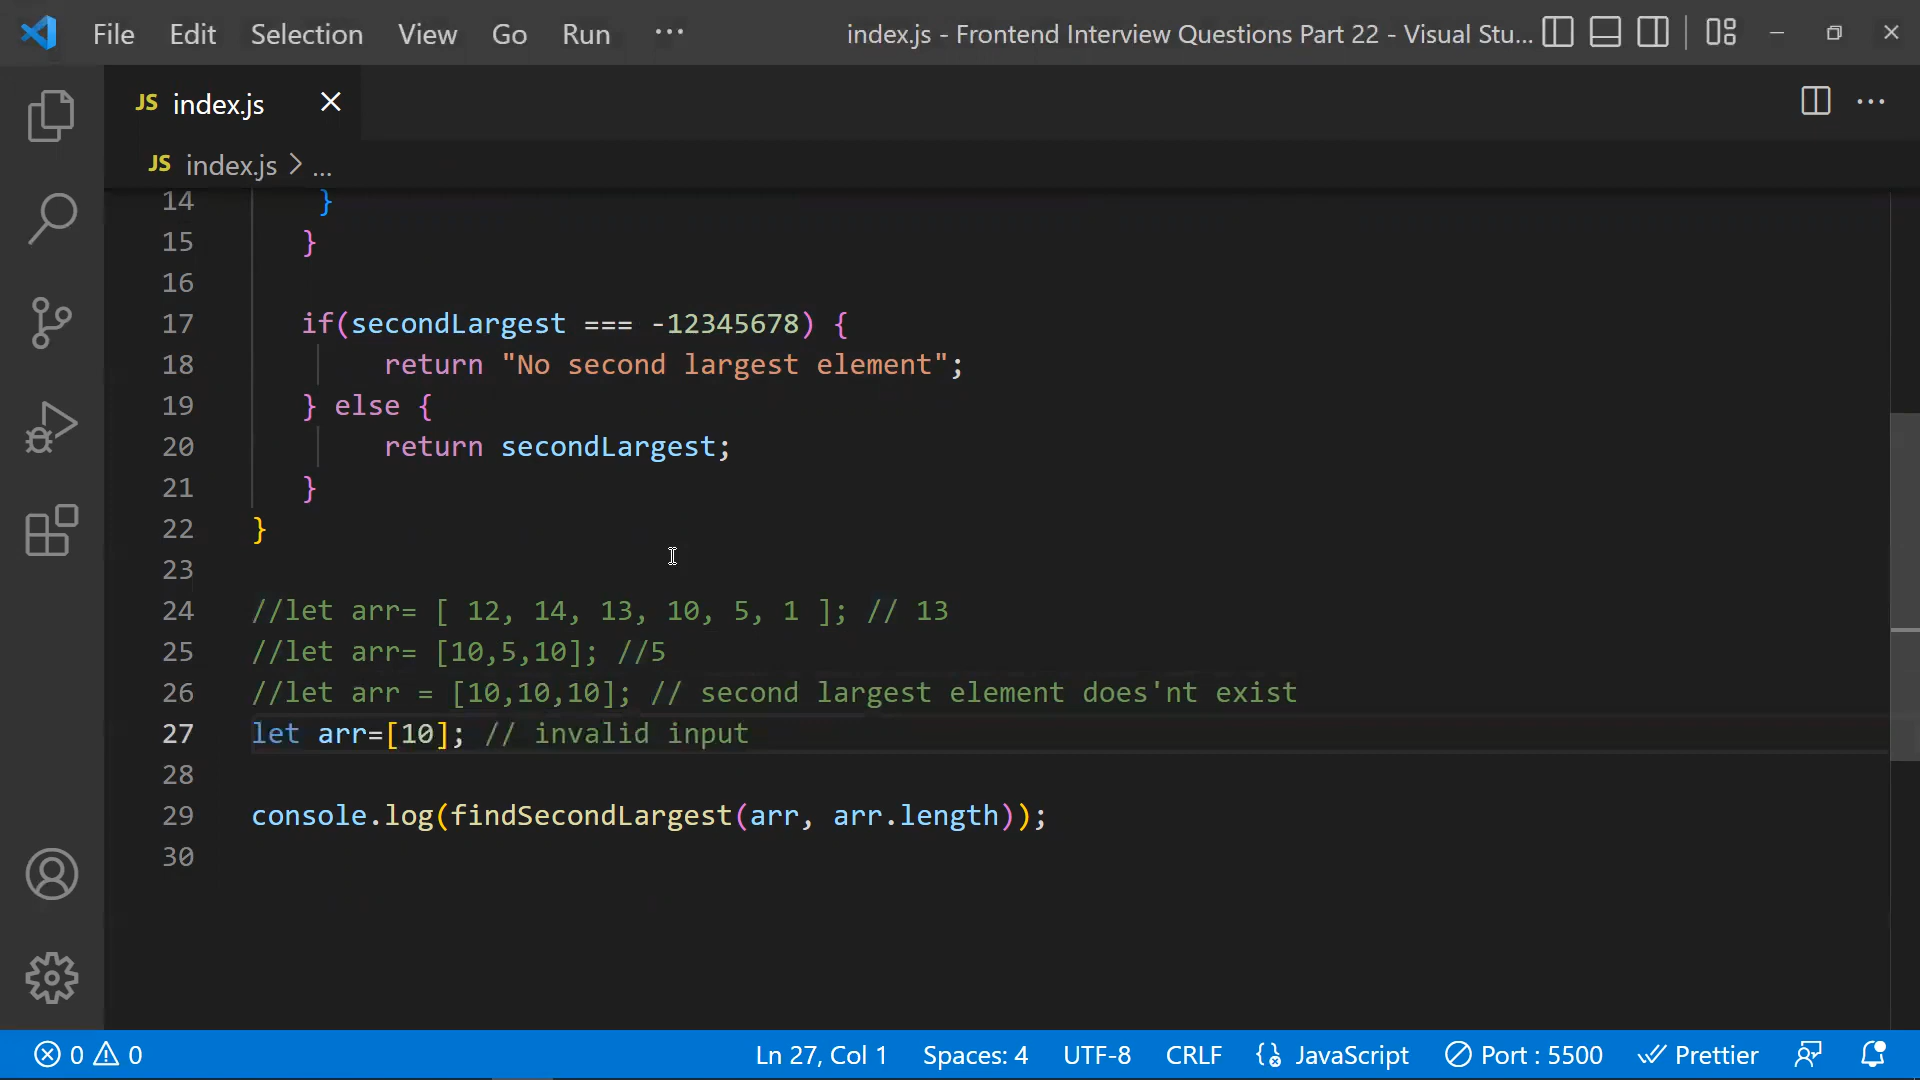 File Edit Selection View Go Run ··· index.js - Frontend Interview Questions Part 22 - Visual Stu...
JS index.js
JS index.js > ...
14 }
15 }
16
17 if(secondLargest === -12345678) {
18 return "No second largest element";
19 } else {
20 return secondLargest;
21 }
22 }
23
24 //let arr= [ 12, 14, 13, 10, 5, 1 ]; // 13
25 //let arr= [10,5,10]; //5
26 //let arr = [10,10,10]; // second largest element does'nt exist
27 let arr=[10]; // invalid input
28
29 console.log(findSecondLargest(arr, arr.length));
30
0 0 Ln 27, Col 1 Spaces: 4 UTF-8 CRLF JavaScript Port : 5500 Prettier